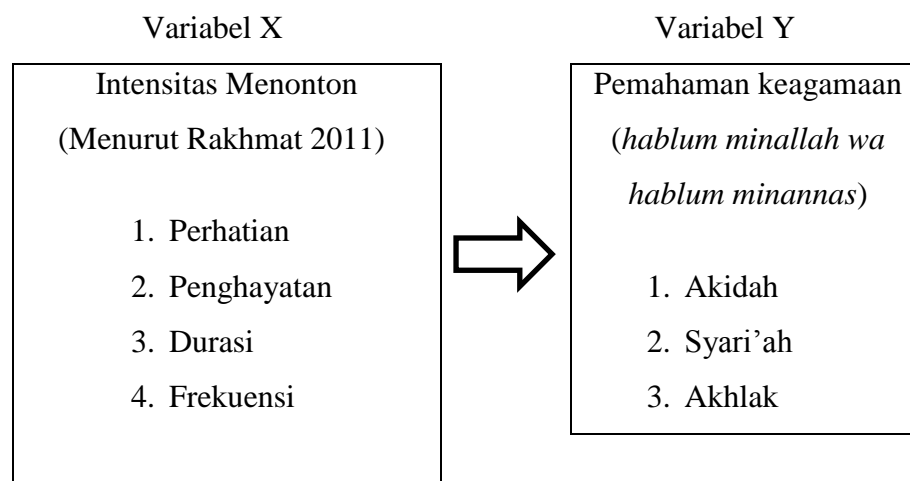 Variabel X
Variabel Y
Intensitas Menonton
(Menurut Rakhmat 2011)
1. Perhatian
2. Penghayatan
3. Durasi
4. Frekuensi
Pemahaman keagamaan
(hablum minallah wa
hablum minannas)
1. Akidah
2. Syari’ah
3. Akhlak